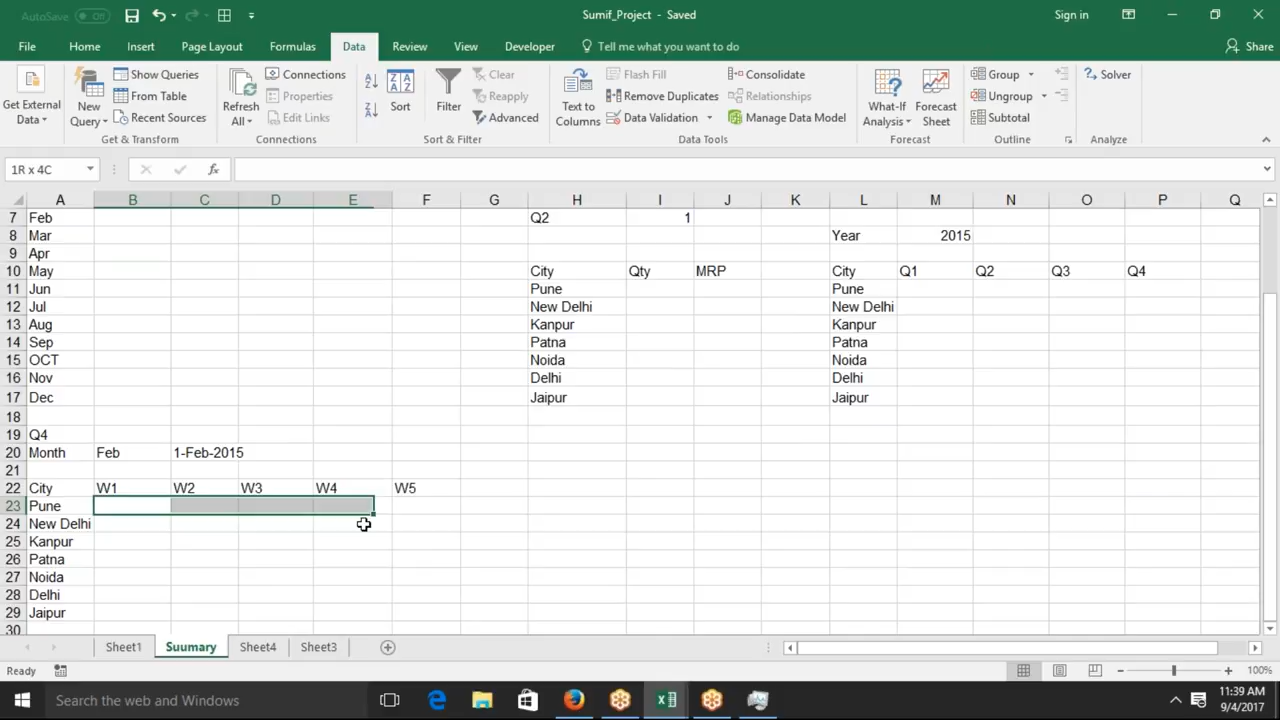 AutoSave Off
Sumif_Project - Saved
Sign in
File Home Insert Page Layout Formulas Data Review View Developer Tell me what you want to do Share
Get External Data
New Query
Show Queries
From Table
Recent Sources
Get & Transform
Refresh All
Connections
Properties
Edit Links
Connections
Sort
Filter
Clear
Reapply
Advanced
Sort & Filter
Text to Columns
Flash Fill
Remove Duplicates
Data Validation
Consolidate
Relationships
Manage Data Model
Data Tools
What-If Analysis
Forecast Sheet
Forecast
Group
Ungroup
Subtotal
Outline
Solver
Analyze
1R x 4C fx
A B C D E F G H I J K L M N O P Q
7 Feb Q2 1
8 Mar Year 2015
9 Apr
10 May City Qty MRP City Q1 Q2 Q3 Q4
11 Jun Pune Pune
12 Jul New Delhi New Delhi
13 Aug Kanpur Kanpur
14 Sep Patna Patna
15 OCT Noida Noida
16 Nov Delhi Delhi
17 Dec Jaipur Jaipur
18
19 Q4
20 Month Feb 1-Feb-2015
21
22 City W1 W2 W3 W4 W5
23 Pune
24 New Delhi
25 Kanpur
26 Patna
27 Noida
28 Delhi
29 Jaipur
30
Sheet1 Suumary Sheet4 Sheet3
Ready 100%
Search the web and Windows
11:39 AM
9/4/2017